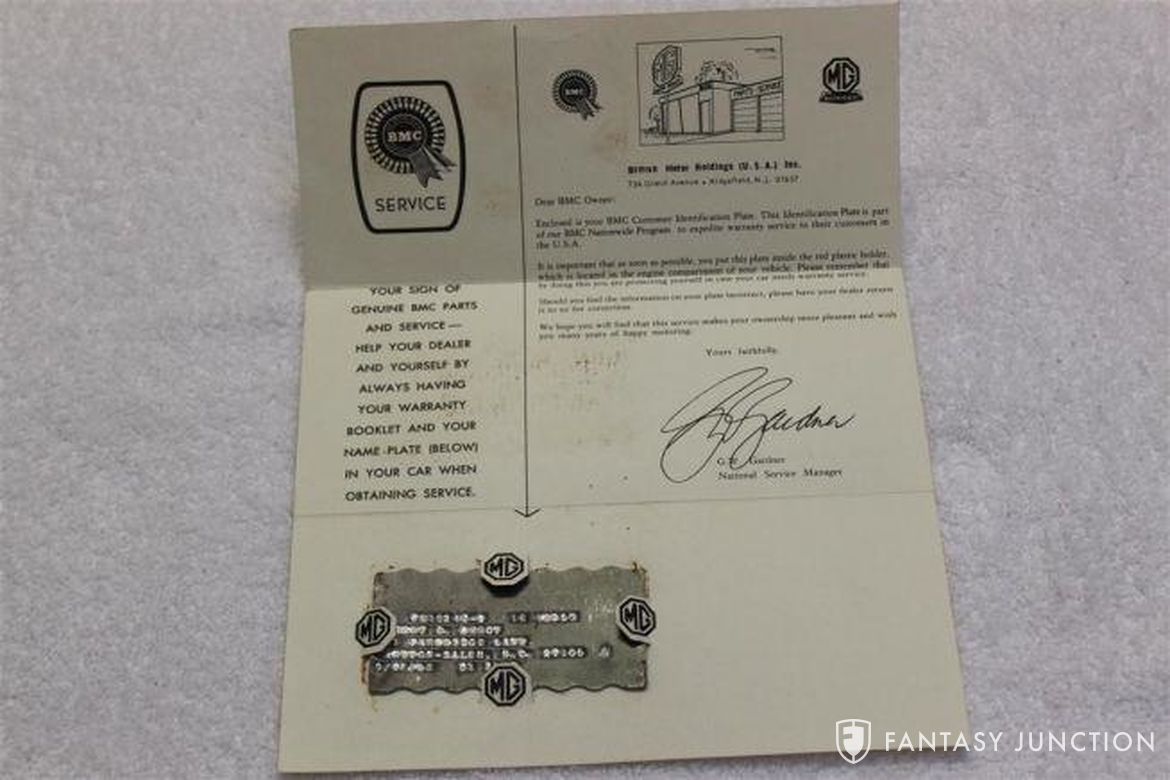 BMC
SERVICE
YOUR SIGN OF
GENUINE BMC PARTS
AND SERVICE —
HELP YOUR DEALER
AND YOURSELF BY
ALWAYS HAVING
YOUR WARRANTY
BOOKLET AND YOUR
NAME-PLATE (BELOW)
IN YOUR CAR WHEN
OBTAINING SERVICE.
BMC
MG
MG
British Motor Holdings (U.S.A.) Inc.
734 Grand Avenue • Ridgefield, N.J. 07657
Dear BMC Owner:
Enclosed is your BMC Customer Identification Plate. This Identification Plate is part
of our BMC Nationwide Program to expedite warranty service to their customers in
the U.S.A.
It is important that as soon as possible, you put this plate inside the red plastic holder,
which is located in the engine compartment of your vehicle. Please remember that
by doing this you are protecting yourself in case your car needs warranty service.
Should you find the information on your plate incorrect, please have your dealer return
it to us for correction.
We hope you will find that this service makes your ownership more pleasant and wish
you many years of happy motoring.
Yours faithfully,
Gardner
G.W. Gardner
National Service Manager
MG
MG
MG
MG
FANTASY JUNCTION